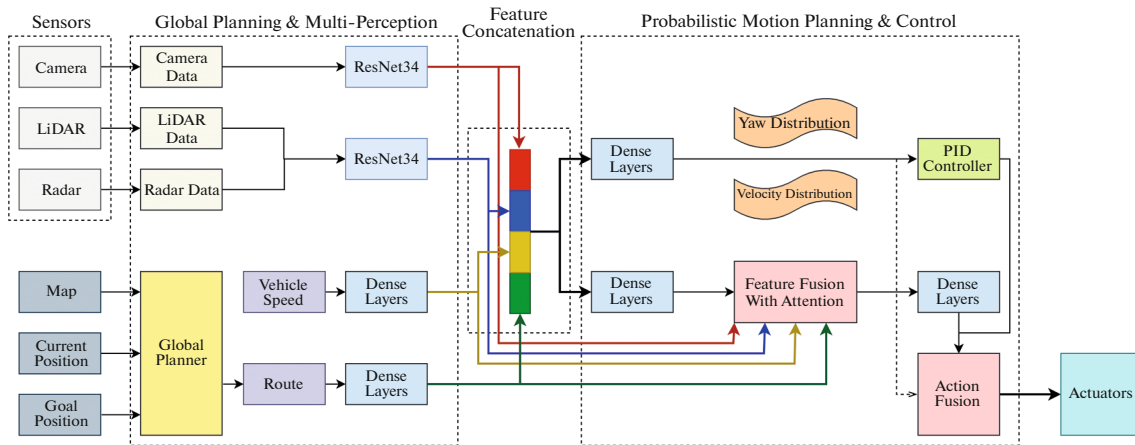 Sensors
Global Planning & Multi-Perception
Feature
Concatenation
Probabilistic Motion Planning & Control
Camera
Camera
Data
ResNet34
LiDAR
LiDAR
Data
ResNet34
Radar
Radar Data
Dense
Layers
Yaw Distribution
Velocity Distribution
PID
Controller
Map
Current
Position
Goal
Position
Global
Planner
Vehicle
Speed
Dense
Layers
Route
Dense
Layers
Dense
Layers
Feature Fusion
With Attention
Dense
Layers
Action
Fusion
Actuators